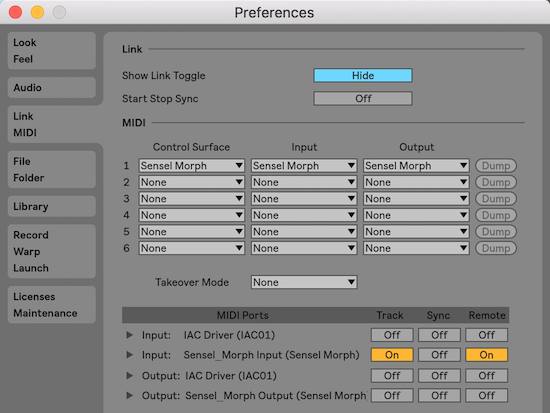 Preferences
Look
Feel
Audio
Link
MIDI
File
Folder
Library
Record
Warp
Launch
Licenses
Maintenance
Link
Show Link Toggle Hide
Start Stop Sync Off
MIDI
Control Surface Input Output
1 Sensel Morph Sensel Morph Sensel Morph Dump
2 None None None Dump
3 None None None Dump
4 None None None Dump
5 None None None Dump
6 None None None Dump
Takeover Mode None
MIDI Ports Track Sync Remote
Input: IAC Driver (IAC01) Off Off Off
Input: Sensel_Morph Input (Sensel Morph) On Off On
Output: IAC Driver (IAC01) Off Off Off
Output: Sensel_Morph Output (Sensel Morph Off Off Off